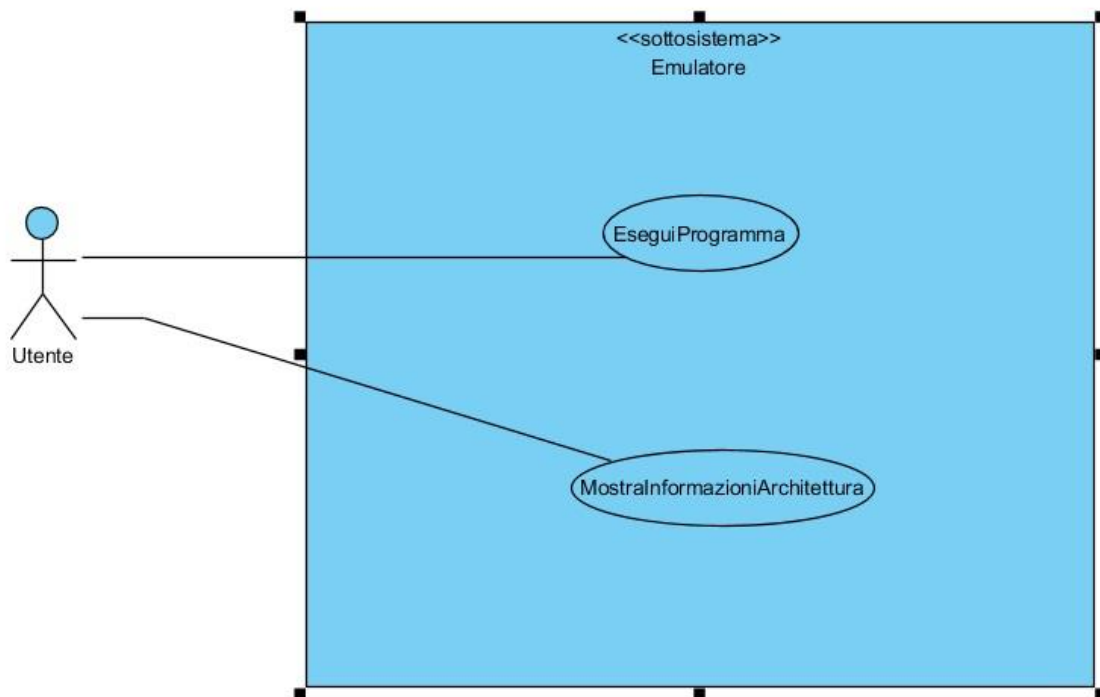 <<sottosistema>>
Emulatore
EseguiProgramma
Utente
MostraInformazioniArchitettura